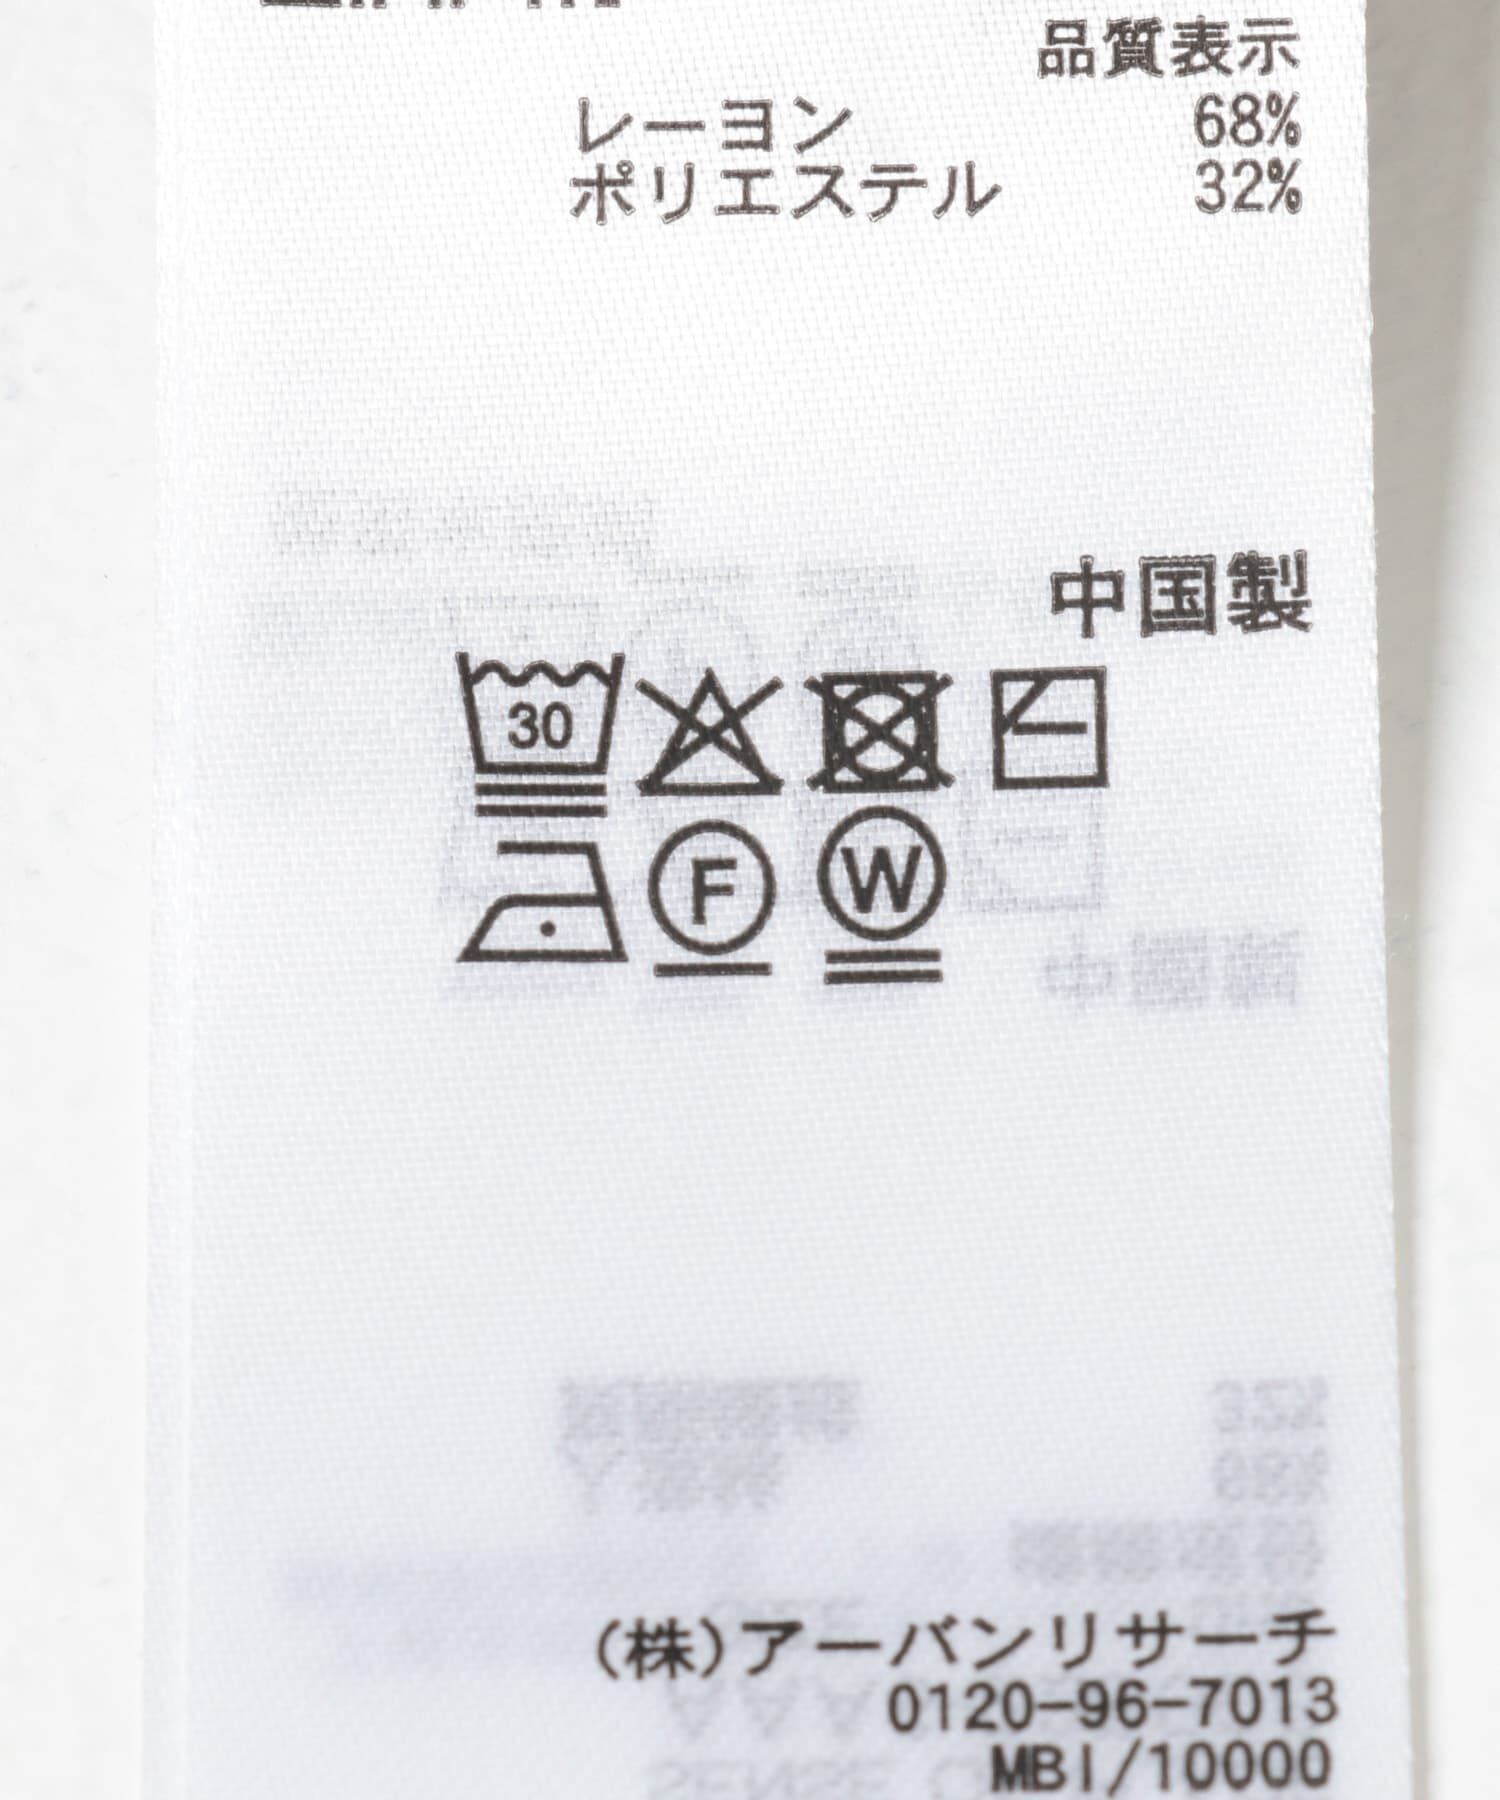 品質表示
レーヨン 68%
ポリエステル 32%
中国製
30
F W
(株)アーバンリサーチ
0120-96-7013
MBI/10000